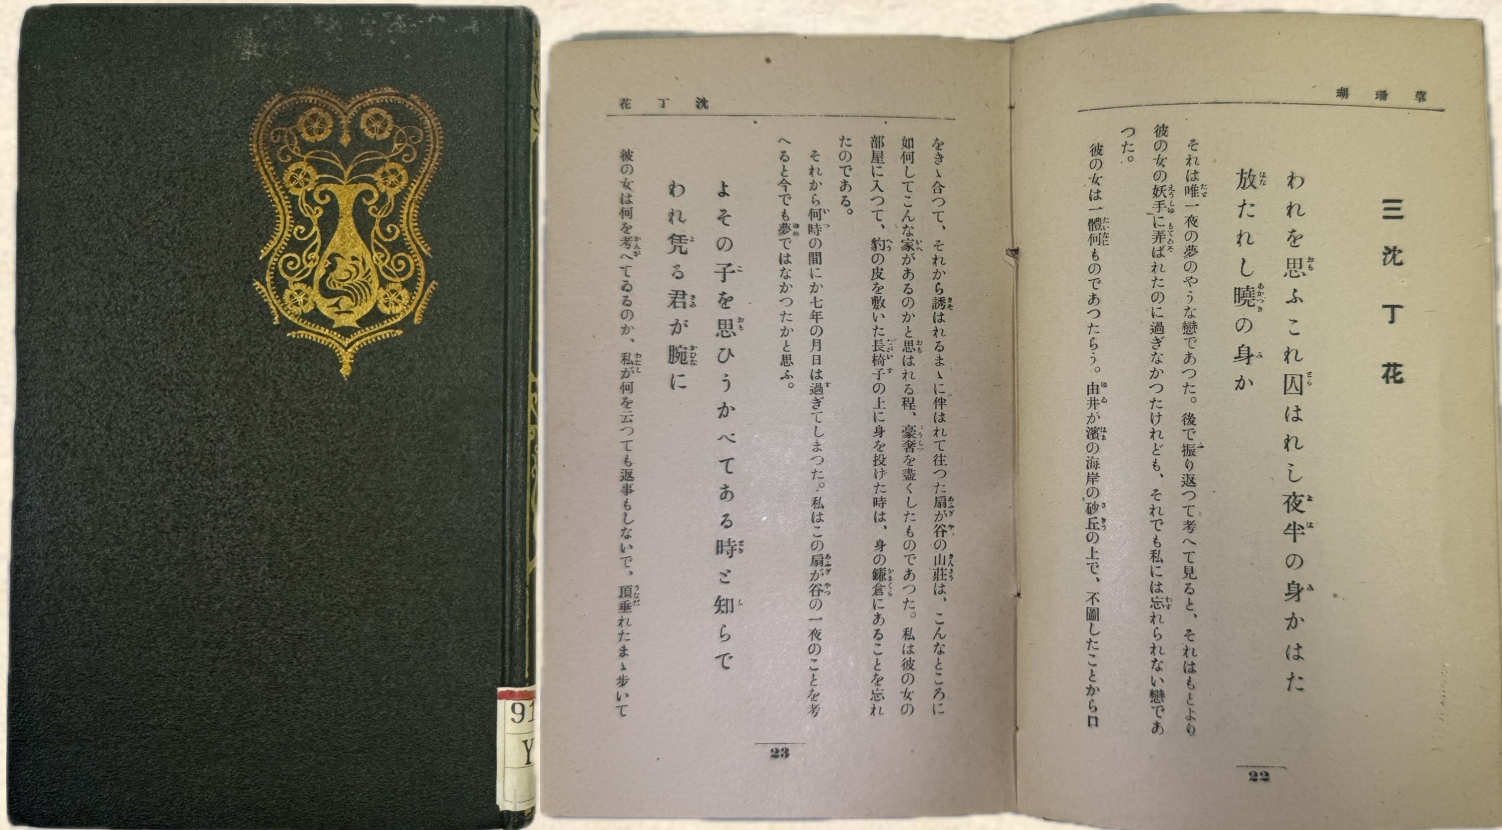 珊瑚
三 沈丁花
われを思ふこれ囚はれし夜半の身かはた
放たれし曉の身か
それは唯一夜の夢のやうな戀であつた。後で振り返つて考へて見ると、それはもとより
彼の女の妖手に弄ばれたのに過ぎなかつたけれども、それでも私には忘れられない戀であ
つた。
彼の女は一體何ものであつたらう。由井が濱の海岸の砂丘の上で、不圖したことから口
22
沈丁花
をきゝ合つて、それから誘はれるまゝに伴はれて往つた扇が谷の山莊は、こんなところに
如何してこんな家があるのかと思はれる程、豪奢を盡くしたものであつた。私は彼の女の
部屋に入つて、豹の皮を敷いた長椅子の上に身を投げた時は、身の鎌倉にあることを忘れ
たのである。
それから何時の間にか七年の月日は過ぎてしまつた。私はこの扇が谷の一夜のことを考
へると今でも夢ではなかつたかと思ふ。
よその子を思ひうかべてある時と知らで
われ凭る君が腕に
彼の女は何を考へてゐるのか、私が何を云つても返事もしないで、頂垂れたまゝ歩いて
23
91
Y